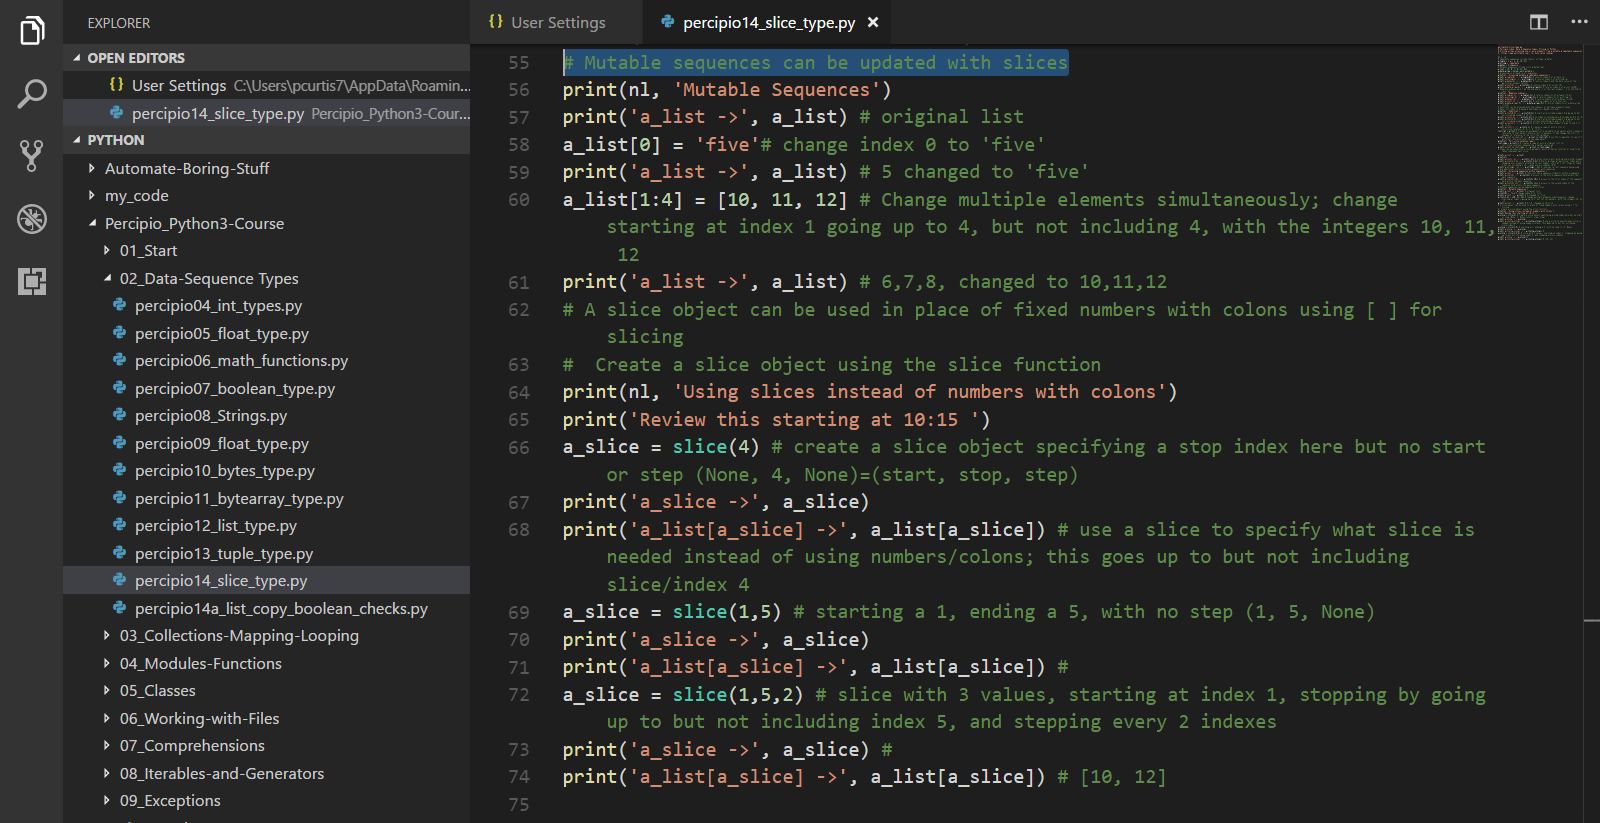 EXPLORER
OPEN EDITORS
{} User Settings C:\Users\pcurtis7\AppData\Roamin...
percipio14_slice_type.py Percipio_Python3-Cour...
PYTHON
Automate-Boring-Stuff
my_code
Percipio_Python3-Course
01_Start
02_Data-Sequence Types
percipio04_int_types.py
percipio05_float_type.py
percipio06_math_functions.py
percipio07_boolean_type.py
percipio08_Strings.py
percipio09_float_type.py
percipio10_bytes_type.py
percipio11_bytearray_type.py
percipio12_list_type.py
percipio13_tuple_type.py
percipio14_slice_type.py
percipio14a_list_copy_boolean_checks.py
03_Collections-Mapping-Looping
04_Modules-Functions
05_Classes
06_Working-with-Files
07_Comprehensions
08_Iterables-and-Generators
09_Exceptions
{} User Settings
percipio14_slice_type.py ×
55 # Mutable sequences can be updated with slices
56 print(nl, 'Mutable Sequences')
57 print('a_list ->', a_list) # original list
58 a_list[0] = 'five'# change index 0 to 'five'
59 print('a_list ->', a_list) # 5 changed to 'five'
60 a_list[1:4] = [10, 11, 12] # Change multiple elements simultaneously; change
starting at index 1 going up to 4, but not including 4, with the integers 10, 11,
12
61 print('a_list ->', a_list) # 6,7,8, changed to 10,11,12
62 # A slice object can be used in place of fixed numbers with colons using [ ] for
slicing
63 #  Create a slice object using the slice function
64 print(nl, 'Using slices instead of numbers with colons')
65 print('Review this starting at 10:15 ')
66 a_slice = slice(4) # create a slice object specifying a stop index here but no start
or step (None, 4, None)=(start, stop, step)
67 print('a_slice ->', a_slice)
68 print('a_list[a_slice] ->', a_list[a_slice]) # use a slice to specify what slice is
needed instead of using numbers/colons; this goes up to but not including
slice/index 4
69 a_slice = slice(1,5) # starting a 1, ending a 5, with no step (1, 5, None)
70 print('a_slice ->', a_slice)
71 print('a_list[a_slice] ->', a_list[a_slice]) #
72 a_slice = slice(1,5,2) # slice with 3 values, starting at index 1, stopping by going
up to but not including index 5, and stepping every 2 indexes
73 print('a_slice ->', a_slice) #
74 print('a_list[a_slice] ->', a_list[a_slice]) # [10, 12]
75